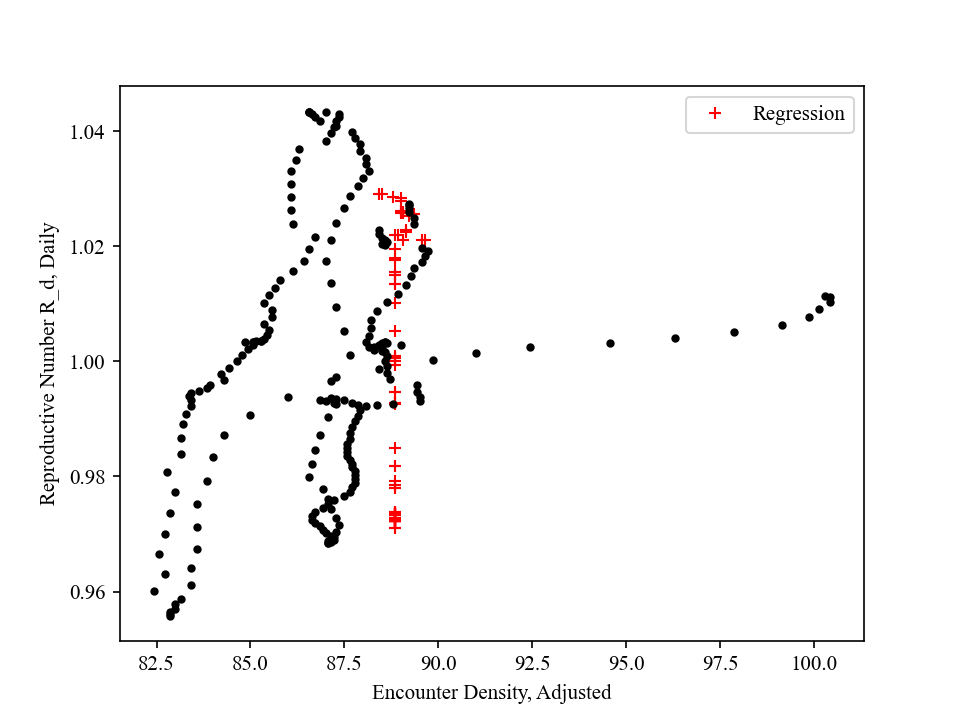 Regression
1.04
1.02
1.00
0.98
0.96
Reproductive Number R_d, Daily
82.5 85.0 87.5 90.0 92.5 95.0 97.5 100.0
Encounter Density, Adjusted